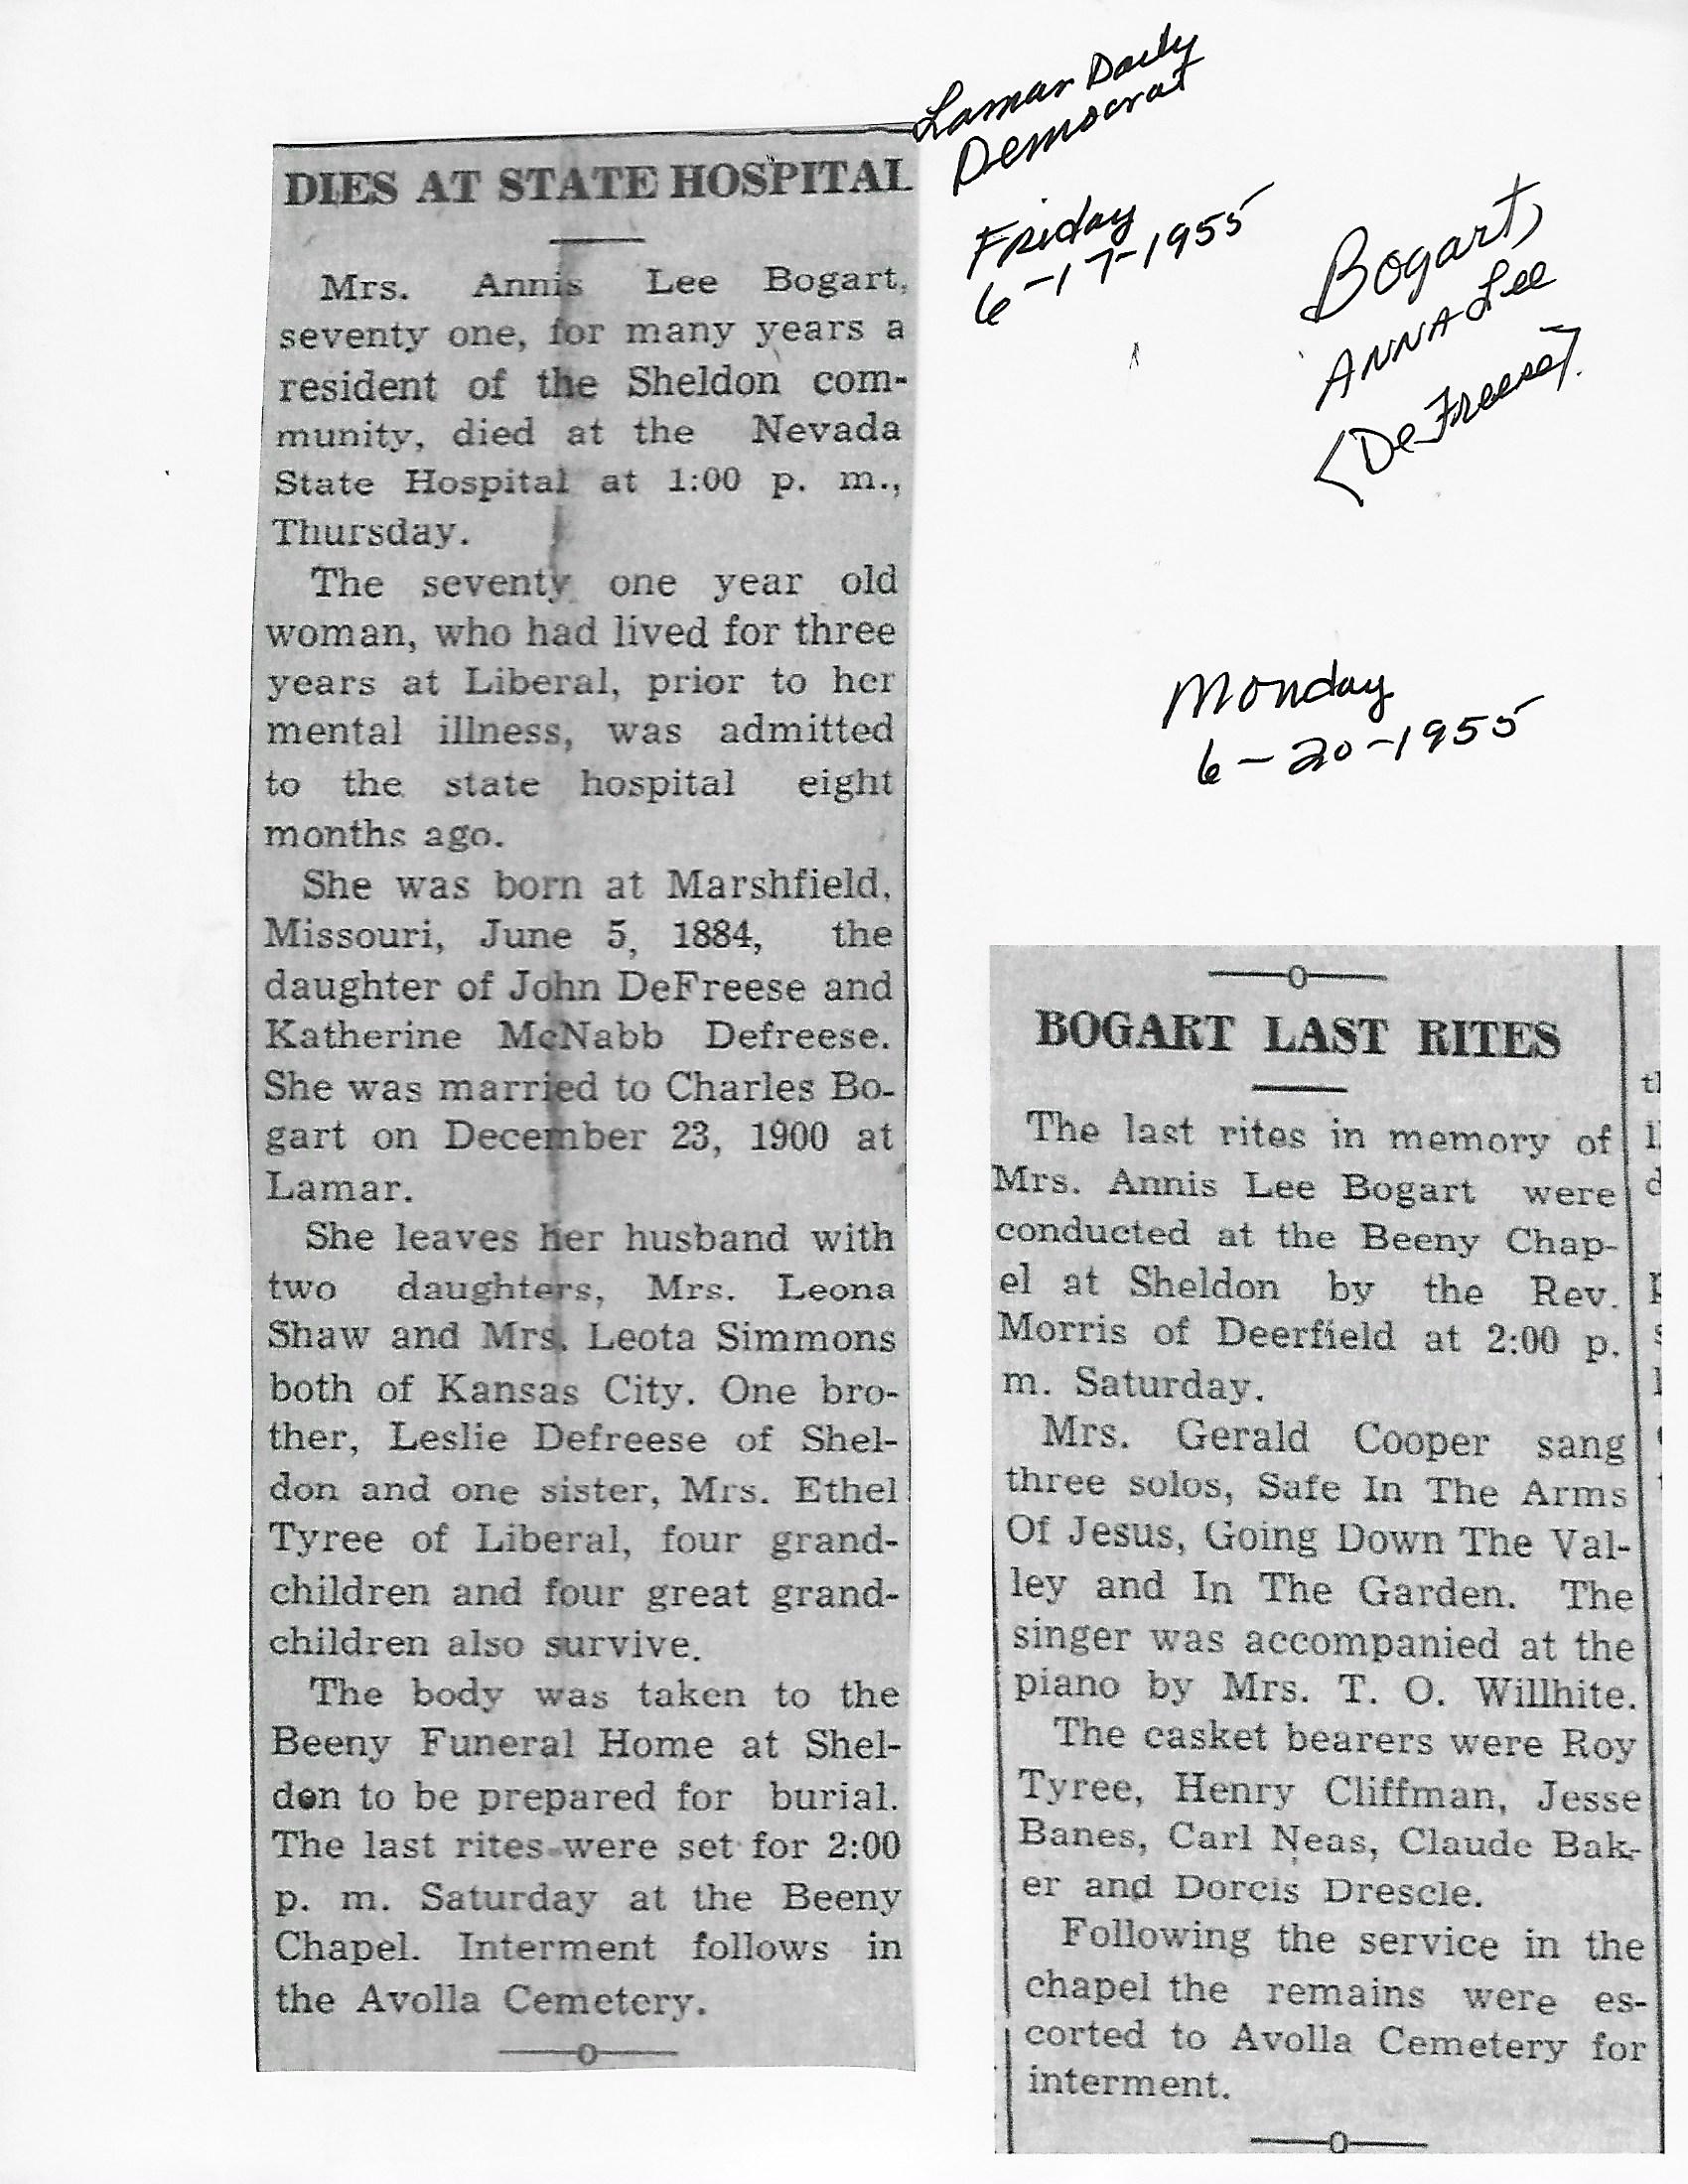 Lamar Daily
Democrat
Friday
6-17-1955
Bogart,
ANNA Lee
(DeFreese).
DIES AT STATE HOSPITAL
Mrs. Annis Lee Bogart,
seventy one, for many years a
resident of the Sheldon com-
munity, died at the Nevada
State Hospital at 1:00 p. m.,
Thursday.
The seventy one year old
woman, who had lived for three
years at Liberal, prior to her
mental illness, was admitted
to the state hospital eight
months ago.
She was born at Marshfield,
Missouri, June 5, 1884, the
daughter of John DeFreese and
Katherine McNabb Defreese.
She was married to Charles Bo-
gart on December 23, 1900 at
Lamar.
She leaves her husband with
two daughters, Mrs. Leona
Shaw and Mrs. Leota Simmons
both of Kansas City. One bro-
ther, Leslie Defreese of Shel-
don and one sister, Mrs. Ethel
Tyree of Liberal, four grand-
children and four great grand-
children also survive.
The body was taken to the
Beeny Funeral Home at Shel-
don to be prepared for burial.
The last rites were set for 2:00
p. m. Saturday at the Beeny
Chapel. Interment follows in
the Avolla Cemetery.
Monday
6-20-1955
BOGART LAST RITES
The last rites in memory of
Mrs. Annis Lee Bogart were
conducted at the Beeny Chap-
el at Sheldon by the Rev.
Morris of Deerfield at 2:00 p.
m. Saturday.
Mrs. Gerald Cooper sang
three solos, Safe In The Arms
Of Jesus, Going Down The Val-
ley and In The Garden. The
singer was accompanied at the
piano by Mrs. T. O. Willhite.
The casket bearers were Roy
Tyree, Henry Cliffman, Jesse
Banes, Carl Neas, Claude Bak-
er and Dorcis Drescle.
Following the service in the
chapel the remains were es-
corted to Avolla Cemetery for
interment.